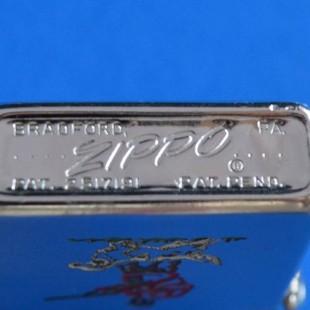 BRADFORD, PA.
.... ZIPPO ®....
PAT. 2517191 PAT. PEND.